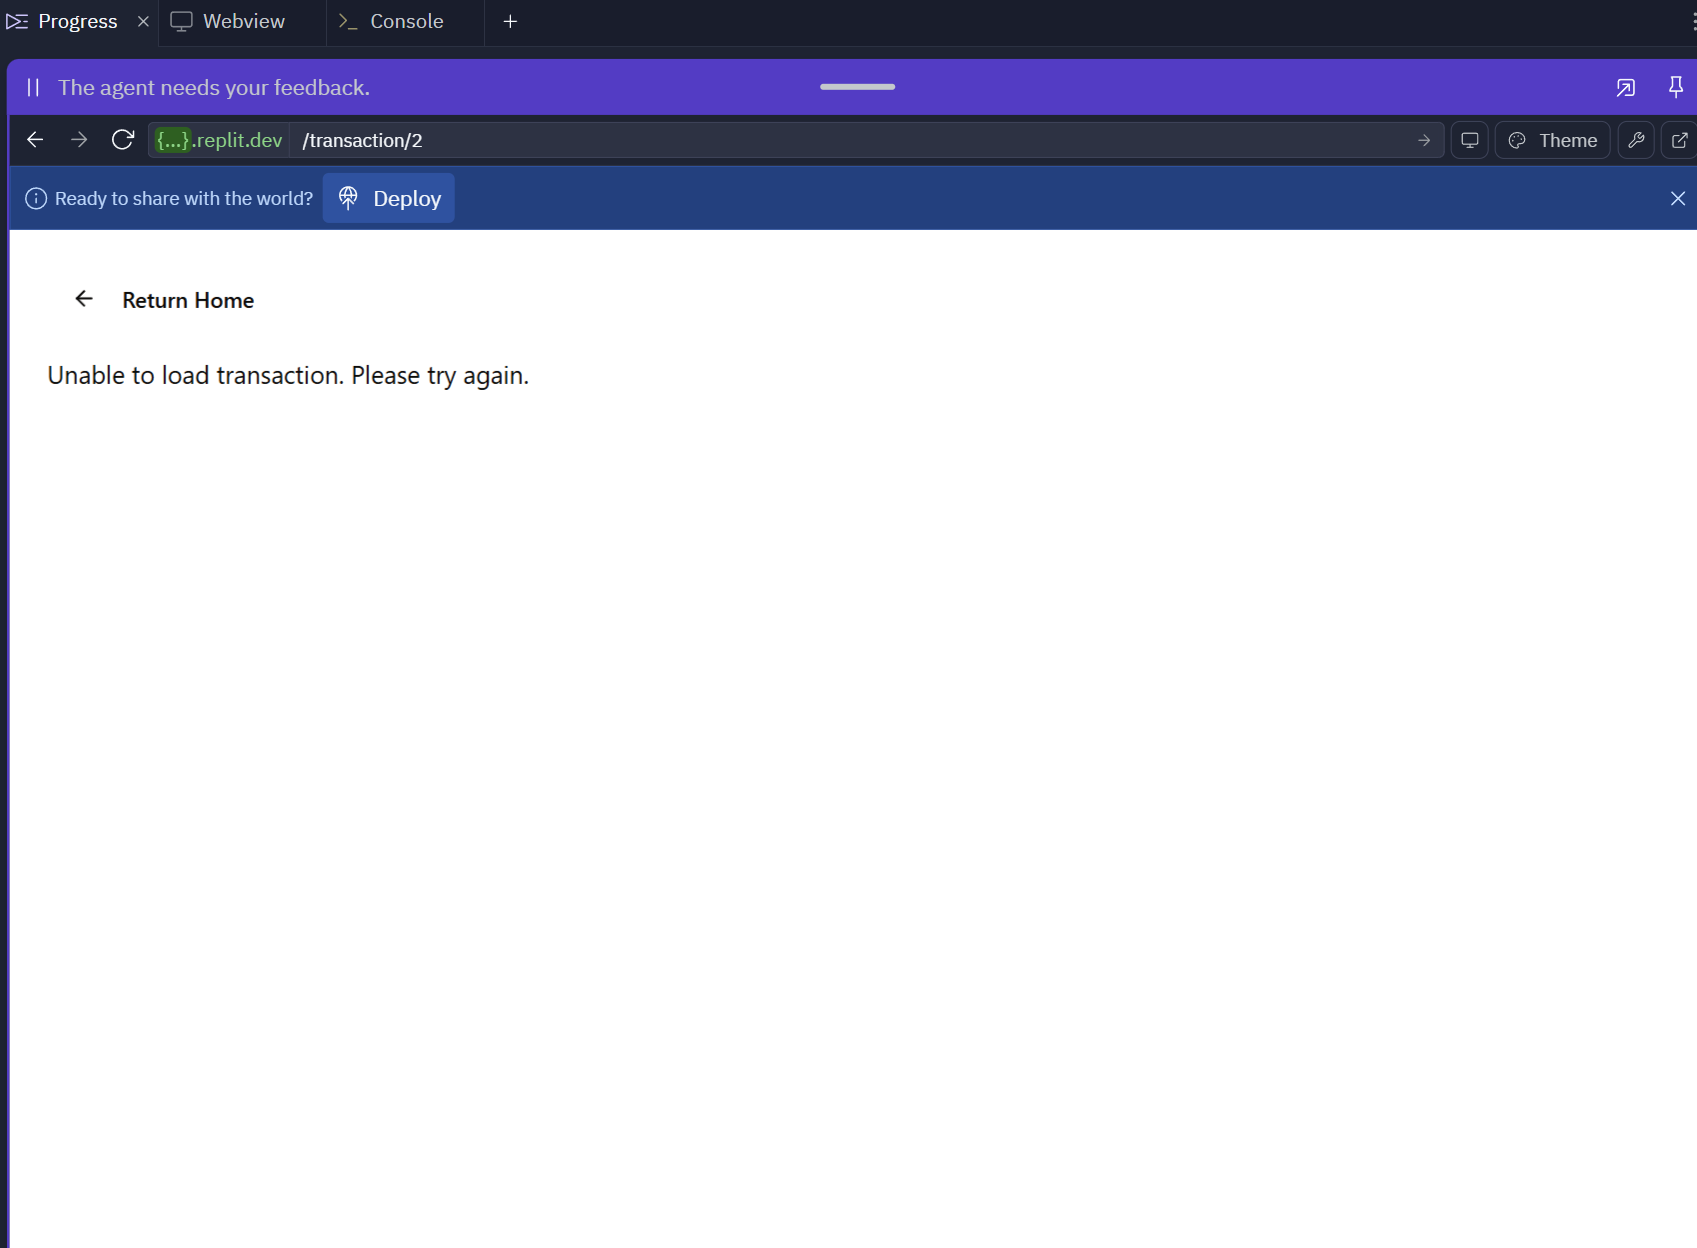 Progress
Webview
Console
The agent needs your feedback.
{...}.replit.dev /transaction/2
Theme
Ready to share with the world? Deploy
Return Home
Unable to load transaction. Please try again.